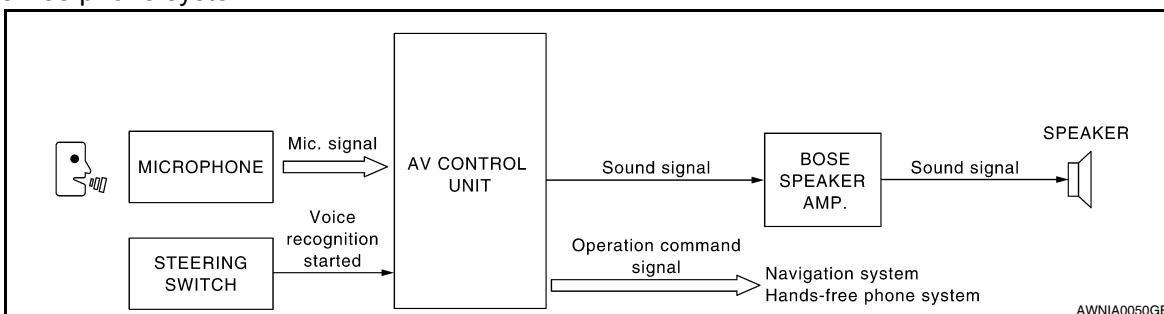 MICROPHONE
Mic. signal
STEERING
SWITCH
Voice
recognition
started
AV CONTROL
UNIT
Sound signal
BOSE
SPEAKER
AMP.
Sound signal
SPEAKER
Operation command
signal
Navigation system
Hands-free phone system